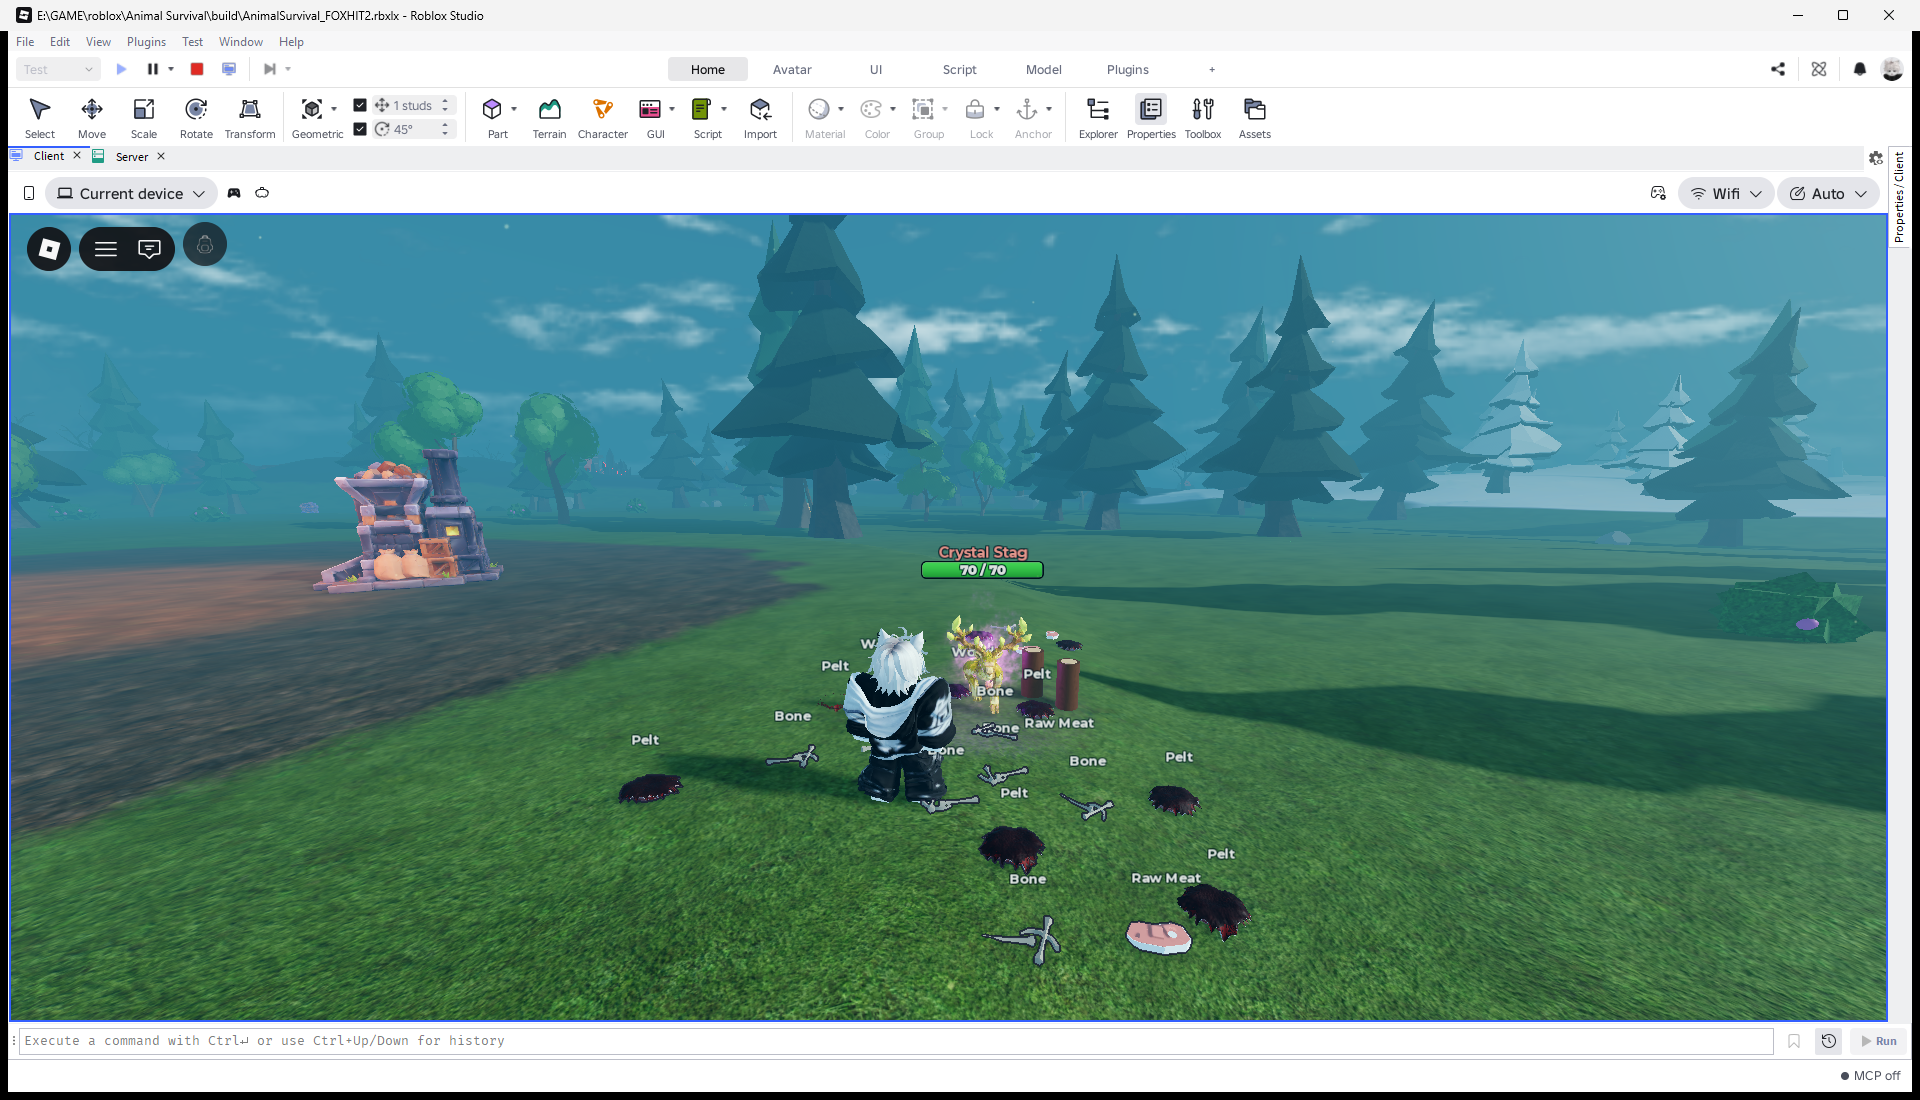 E:\GAME\roblox\Animal Survival\build\AnimalSurvival_FOXHIT2.rbxlx - Roblox Studio
File Edit View Plugins Test Window Help
Test
Home Avatar UI Script Model Plugins +
Select Move Scale Rotate Transform Geometric 1 studs 45° Part Terrain Character GUI Script Import Material Color Group Lock Anchor Explorer Properties Toolbox Assets
Client Server
Properties / Client
Current device Wifi Auto
Crystal Stag
70 / 70
Pelt
Pelt
Bone
Raw Meat
Bone
Pelt
Bone
Pelt
Pelt
Bone
Pelt
Raw Meat
Bone
Execute a command with Ctrl↵ or use Ctrl+Up/Down for history
Run
MCP off